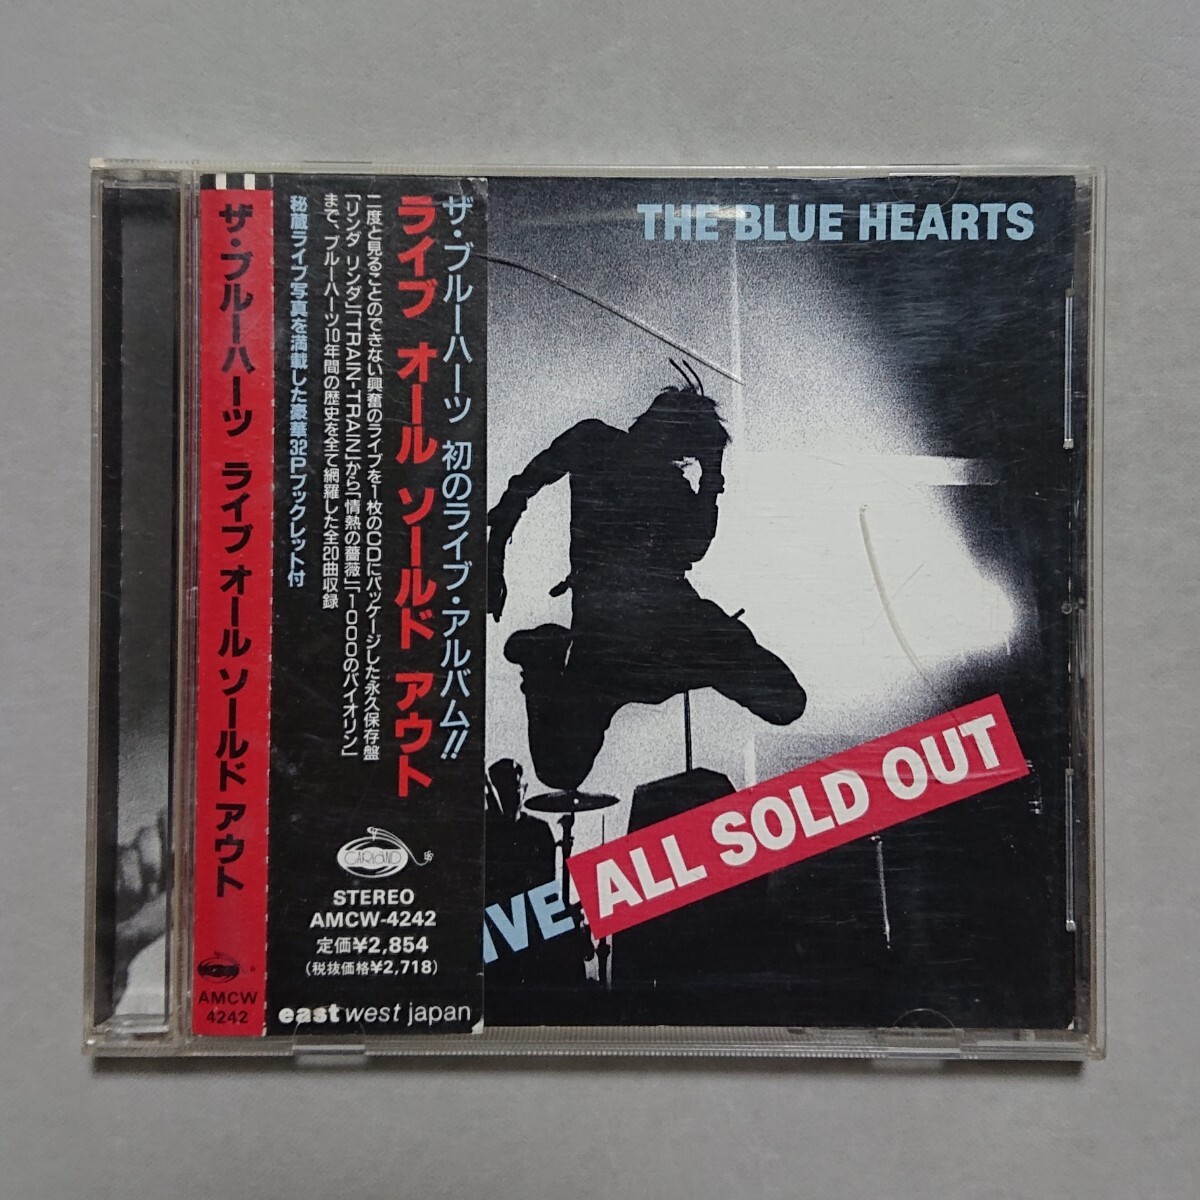 ザ・ブルーハーツ ライブ オール ソールド アウト
AMCW
4242
ザ・ブルーハーツ 初のライブ・アルバム!!
ライブ オール ソールド アウト
二度と見ることのできない興奮のライブを1枚のCDにパッケージした永久保存盤
「リンダ リンダ」「TRAIN-TRAIN」から「情熱の薔薇」「1000のバイオリン」
まで、ブルーハーツ10年間の歴史を全て網羅した全20曲収録
秘蔵ライブ写真を満載した豪華32Pブックレット付
CARLAND
STEREO
AMCW-4242
定価¥2,854
(税抜価格¥2,718)
east west japan
THE BLUE HEARTS
IVE ALL SOLD OUT